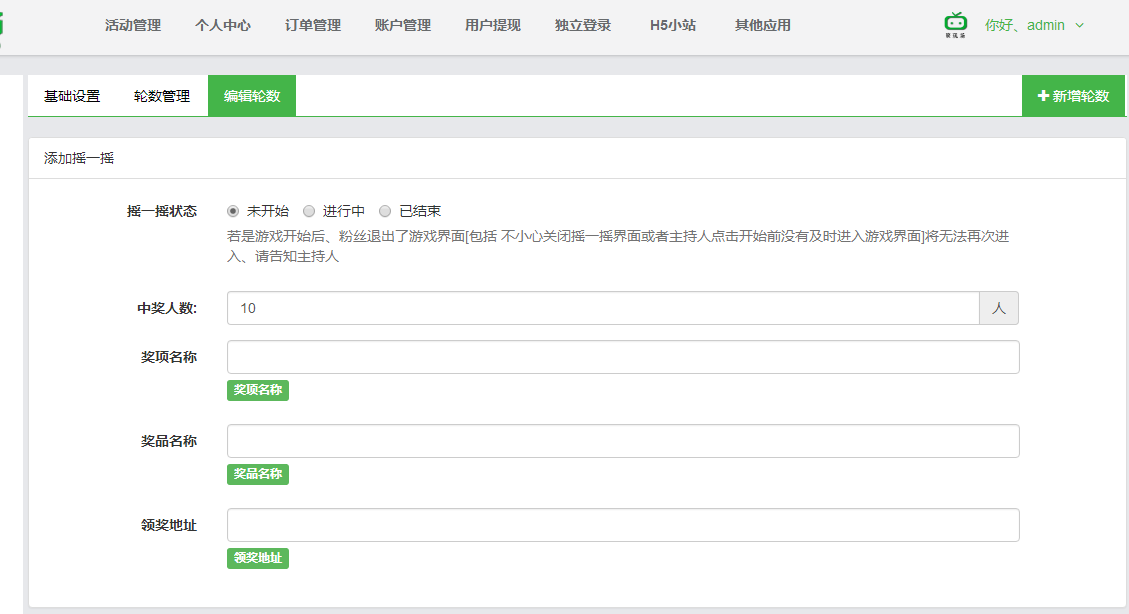 活动管理 个人中心 订单管理 账户管理 用户提现 独立登录 H5小站 其他应用 你好、admin
基础设置 轮数管理 编辑轮数 新增轮数
添加摇一摇
摇一摇状态 未开始 进行中 已结束
若是游戏开始后、粉丝退出了游戏界面[包括 不小心关闭摇一摇界面或者主持人点击开始前没有及时进入游戏界面]将无法再次进
入、请告知主持人
中奖人数: 10 人
奖项名称
奖项名称
奖品名称
奖品名称
领奖地址
领奖地址